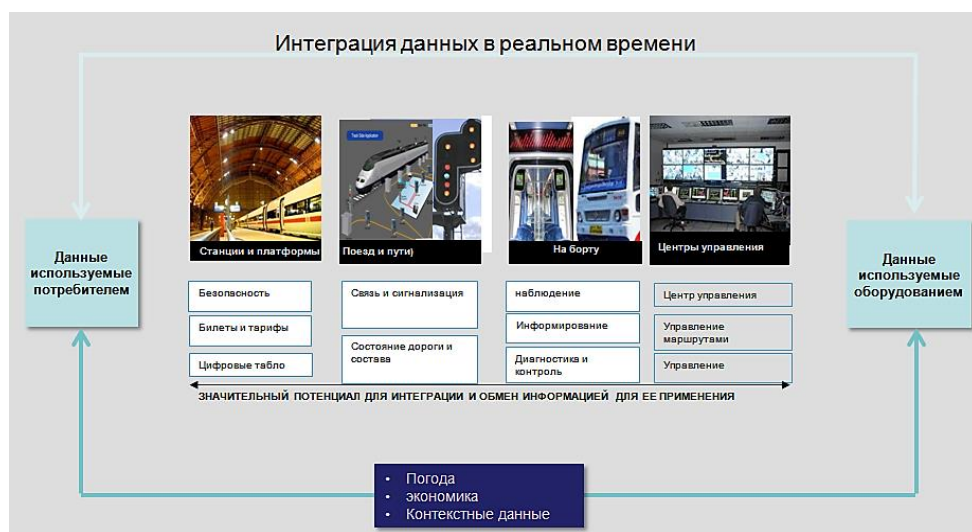 Интеграция данных в реальном времени
Станции и платформы
Поезд и пути)
На борту
Центры управления
Данные
используемые
потребителем
Данные
используемые
оборудованием
Безопасность
Билеты и тарифы
Цифровые табло
Связь и сигнализация
Состояние дороги и
состава
наблюдение
Информирование
Диагностика и
контроль
Центр управления
Управление
маршрутами
Управление
ЗНАЧИТЕЛЬНЫЙ ПОТЕНЦИАЛ ДЛЯ ИНТЕГРАЦИИ И ОБМЕН ИНФОРМАЦИЕЙ ДЛЯ ЕЕ ПРИМЕНЕНИЯ
• Погода
• экономика
• Контекстные данные